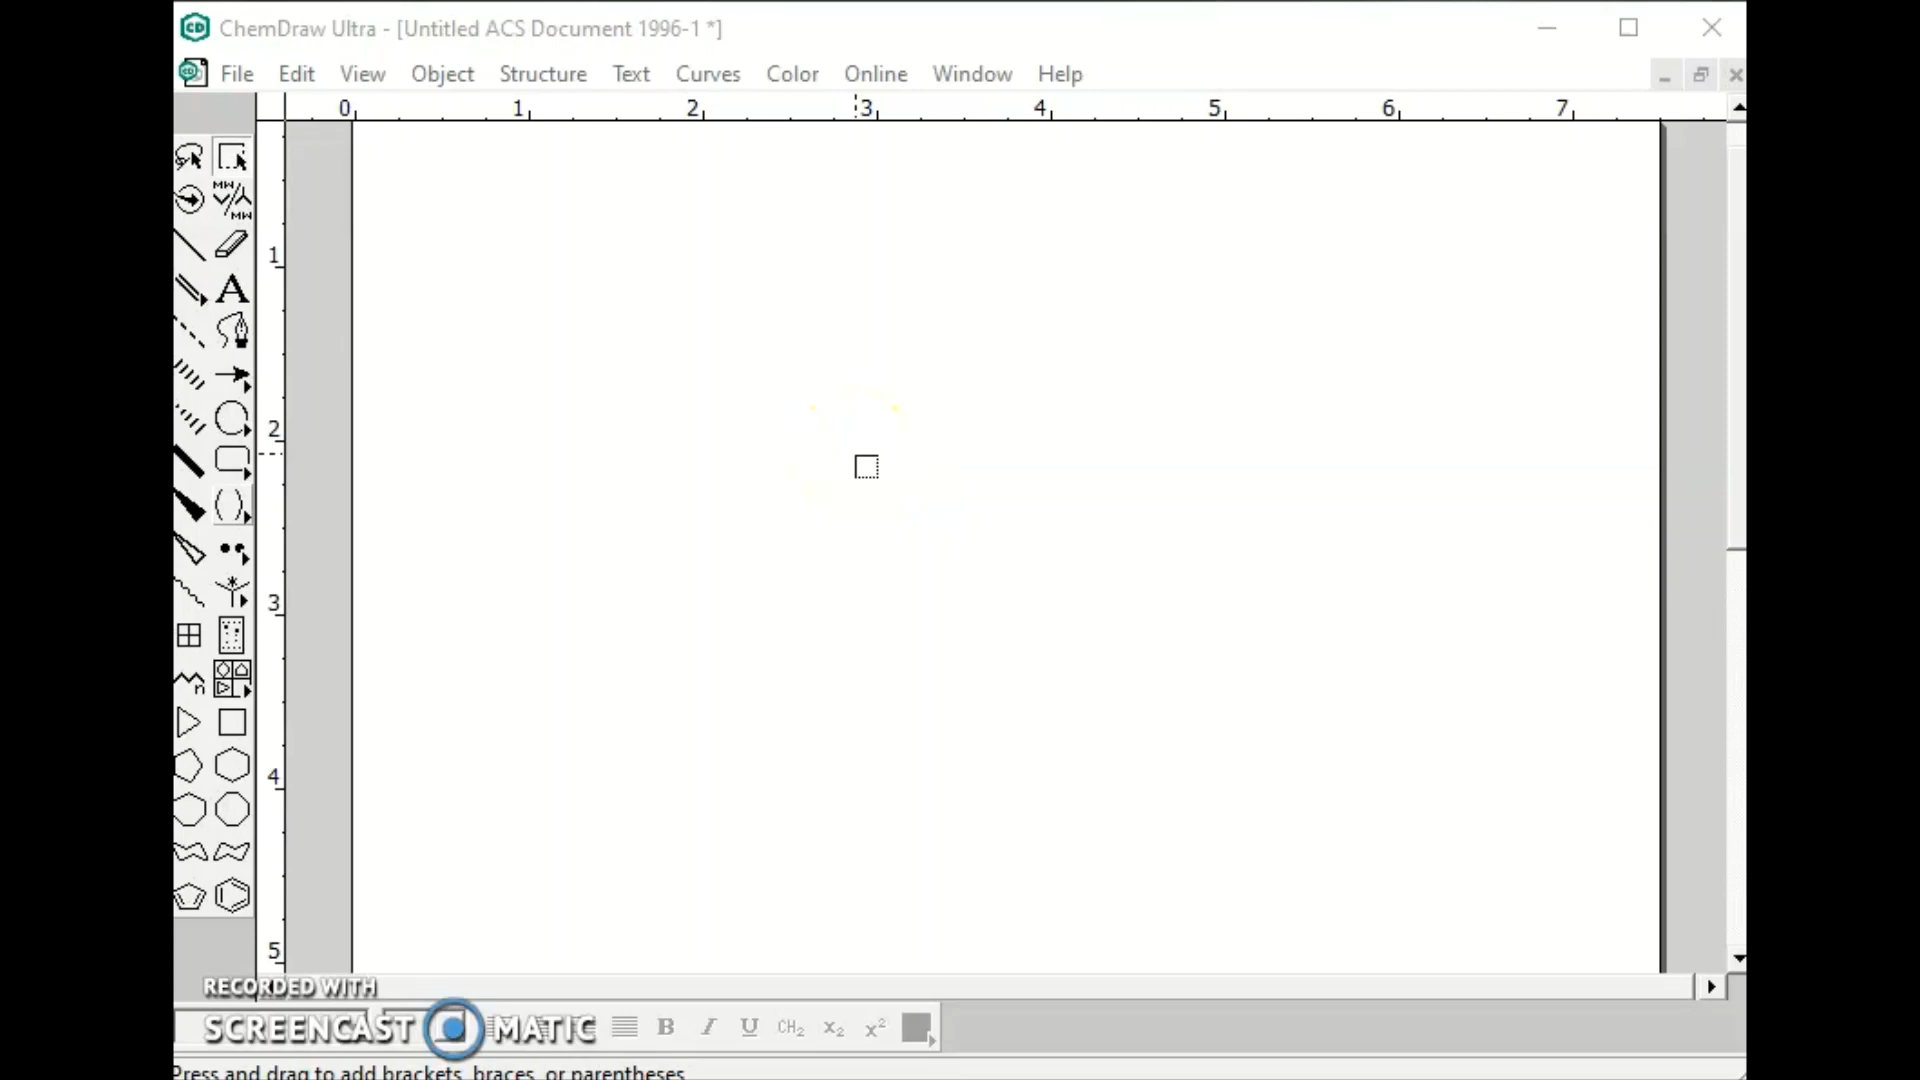 ChemDraw Ultra - [Untitled ACS Document 1996-1 *]
File Edit View Object Structure Text Curves Color Online Window Help
0 1 2 3 4 5 6 7
MW
MW
A
n
1
2
3
4
5
RECORDED WITH
SCREENCAST MATIC
B I U CH₂ X₂ X²
Press and drag to add brackets, braces, or parentheses